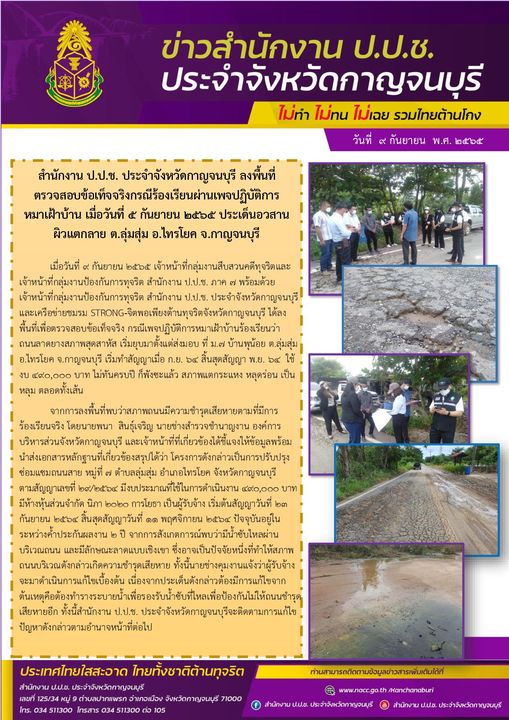 ข่าวสำนักงาน ป.ป.ช.
ประจำจังหวัดกาญจนบุรี
ไม่ทำ ไม่ทน ไม่เฉย รวมไทยต้านโกง
วันที่ ๙ กันยายน พ.ศ. ๒๕๖๕
สำนักงาน ป.ป.ช. ประจำจังหวัดกาญจนบุรี ลงพื้นที่
ตรวจสอบข้อเท็จจริงกรณีร้องเรียนผ่านเพจปฏิบัติการ
หมาเฝ้าบ้าน เมื่อวันที่ ๕ กันยายน ๒๕๖๕ ประเด็นอวสาน
ผิวแตกลาย ต.ลุ่มสุ่ม อ.ไทรโยค จ.กาญจนบุรี
เมื่อวันที่ ๙ กันยายน ๒๕๖๕ เจ้าหน้าที่กลุ่มงานสืบสวนคดีทุจริตและ
เจ้าหน้าที่กลุ่มงานป้องกันการทุจริต สำนักงาน ป.ป.ช. ภาค ๗ พร้อมด้วย
เจ้าหน้าที่กลุ่มงานป้องกันการทุจริต สำนักงาน ป.ป.ช. ประจำจังหวัดกาญจนบุรี
และเครือข่ายชมรม STRONG-จิตพอเพียงต้านทุจริตจังหวัดกาญจนบุรี ได้ลง
พื้นที่เพื่อตรวจสอบข้อเท็จจริง กรณีเพจปฏิบัติการหมาเฝ้าบ้านร้องเรียนว่า
ถนนลาดยางสภาพสุดสาหัส เริ่มยุบมาตั้งแต่ส่งมอบ ที่ ม.๗ บ้านพุน้อย ต.ลุ่มสุ่ม
อ.ไทรโยค จ.กาญจนบุรี เริ่มทำสัญญาเมื่อ ก.ย. ๖๔ สิ้นสุดสัญญา พ.ย. ๖๔ ใช้
งบ ๔๙๐,๐๐๐ บาท ไม่ทันครบปี ก็พังซะแล้ว สภาพแตกระแหง หลุดร่อน เป็น
หลุม ตลอดทั้งเส้น
จากการลงพื้นที่พบว่าสภาพถนนมีความชำรุดเสียหายตามที่มีการ
ร้องเรียนจริง โดยนายพนา สินธุ์เจริญ นายช่างสำรวจชำนาญงาน องค์การ
บริหารส่วนจังหวัดกาญจนบุรี และเจ้าหน้าที่ที่เกี่ยวข้องได้ชี้แจงให้ข้อมูลพร้อม
นำส่งเอกสารหลักฐานที่เกี่ยวข้องสรุปได้ว่า โครงการดังกล่าวเป็นการปรับปรุง
ซ่อมแซมถนนสาย หมู่ที่ ๗ ตำบลลุ่มสุ่ม อำเภอไทรโยค จังหวัดกาญจนบุรี
ตามสัญญาเลขที่ ๒๙/๒๕๖๔ มีงบประมาณที่ใช้ในการดำเนินงาน ๔๙๐,๐๐๐ บาท
มีห้างหุ้นส่วนจำกัด นิภา ๒๐๒๐ การโยธา เป็นผู้รับจ้าง เริ่มต้นสัญญาวันที่ ๒๓
กันยายน ๒๕๖๔ สิ้นสุดสัญญาวันที่ ๑๑ พฤศจิกายน ๒๕๖๔ ปัจจุบันอยู่ใน
ระหว่างค้ำประกันผลงาน ๒ ปี จากการสังเกตการณ์พบว่ามีน้ำซับไหลผ่าน
บริเวณถนน และมีลักษณะลาดแบบเชิงเขา ซึ่งอาจเป็นปัจจัยหนึ่งที่ทำให้สภาพ
ถนนบริเวณดังกล่าวเกิดความชำรุดเสียหาย ทั้งนี้นายช่างคุมงานแจ้งว่าผู้รับจ้าง
จะมาดำเนินการแก้ไขเบื้องต้น เนื่องจากประเด็นดังกล่าวต้องมีการแก้ไขจาก
ต้นเหตุคือต้องทำรางระบายน้ำเพื่อรองรับน้ำซับที่ไหลเพื่อป้องกันไม่ให้ถนนชำรุด
เสียหายอีก ทั้งนี้สำนักงาน ป.ป.ช. ประจำจังหวัดกาญจนบุรีจะติดตามการแก้ไข
ปัญหาดังกล่าวตามอำนาจหน้าที่ต่อไป
ประเทศไทยใสสะอาด ไทยทั้งชาติต้านทุจริต
สำนักงาน ป.ป.ช. ประจำจังหวัดกาญจนบุรี
เลขที่ 125/34 หมู่ 9 ตำบลปากแพรก อำเภอเมือง จังหวัดกาญจนบุรี 71000
โทร. 034 511300 โทรสาร 034 511300 ต่อ 105
ท่านสามารถติดตามข้อมูลข่าวสารเพิ่มเติมได้ที่
www.nacc.go.th/kanchanaburi
สำนักงาน ป.ป.ช. ประจำจังหวัดกาญจนบุรี
สำนักงาน ป.ป.ช. ประจำจังหวัดกาญจนบุรี